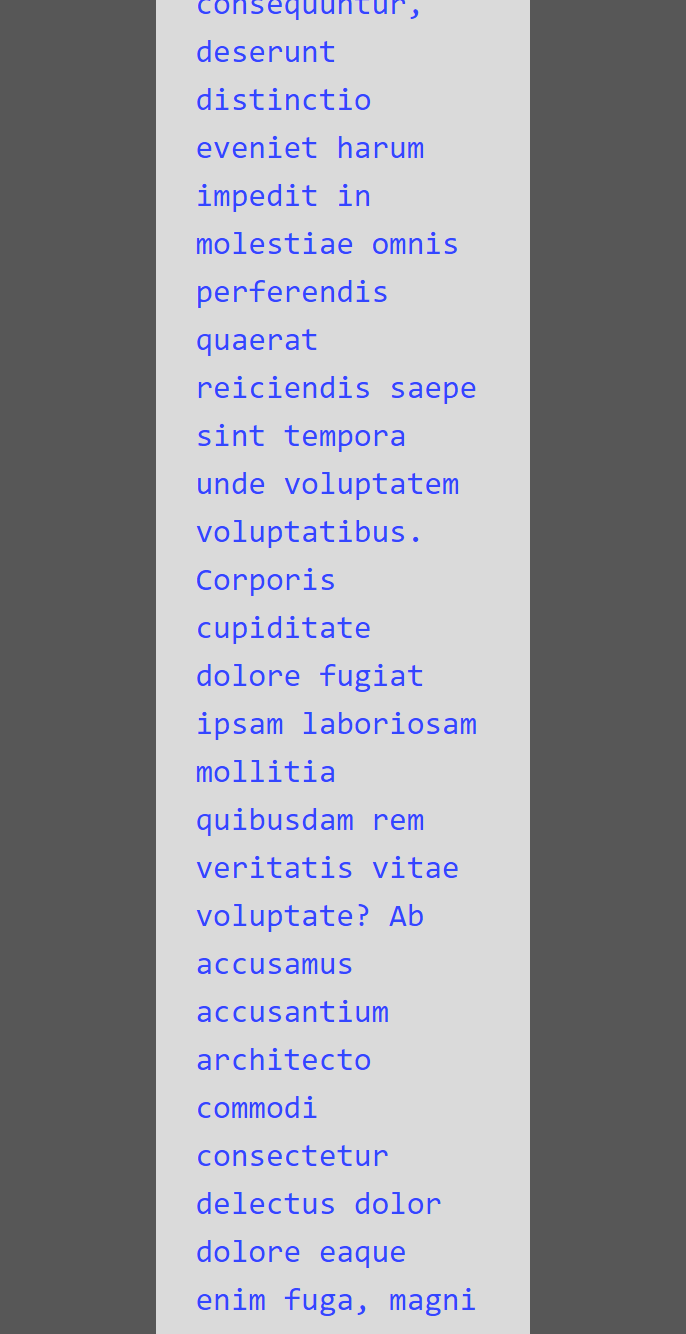 consequuntur,
deserunt
distinctio
eveniet harum
impedit in
molestiae omnis
perferendis
quaerat
reiciendis saepe
sint tempora
unde voluptatem
voluptatibus.
Corporis
cupiditate
dolore fugiat
ipsam laboriosam
mollitia
quibusdam rem
veritatis vitae
voluptate? Ab
accusamus
accusantium
architecto
commodi
consectetur
delectus dolor
dolore eaque
enim fuga, magni